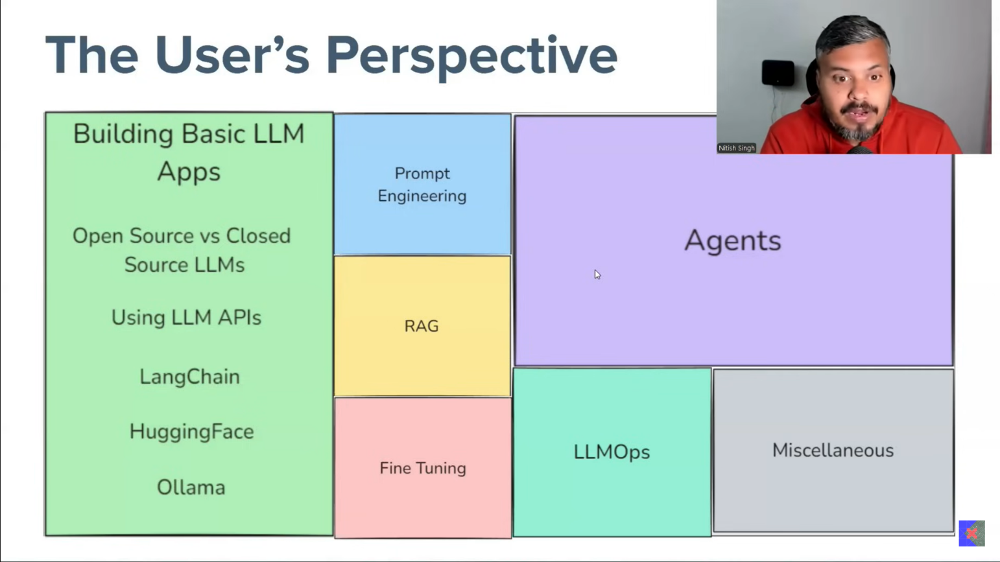 The User's Perspective
Nitish Singh
Building Basic LLM
Apps
Open Source vs Closed
Source LLMs
Using LLM APIs
LangChain
HuggingFace
Ollama
Prompt
Engineering
RAG
Fine Tuning
Agents
LLMOps
Miscellaneous